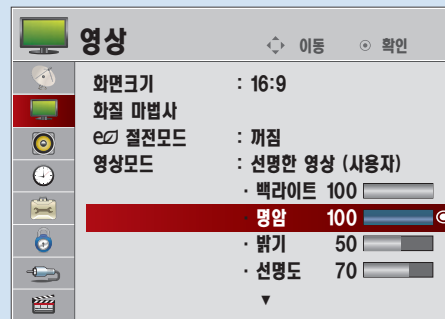 영상
이동 ⊙ 확인
화면크기 : 16:9
화질 마법사
e 절전모드 : 꺼짐
영상모드 : 선명한 영상 (사용자)
· 백라이트 100
· 명암 100
· 밝기 50
· 선명도 70
▼